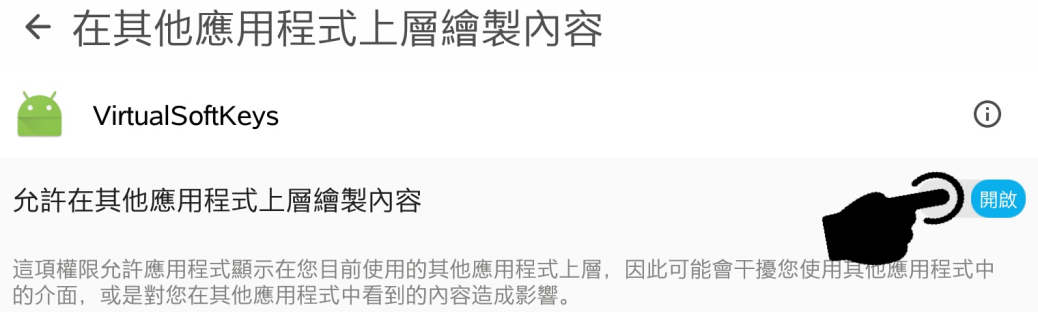 在其他應用程式上層繪製內容
VirtualSoftKeys
允許在其他應用程式上層繪製內容
開啟
這項權限允許應用程式顯示在您目前使用的其他應用程式上層，因此可能會干擾您使用其他應用程式中
的介面，或是對您在其他應用程式中看到的內容造成影響。